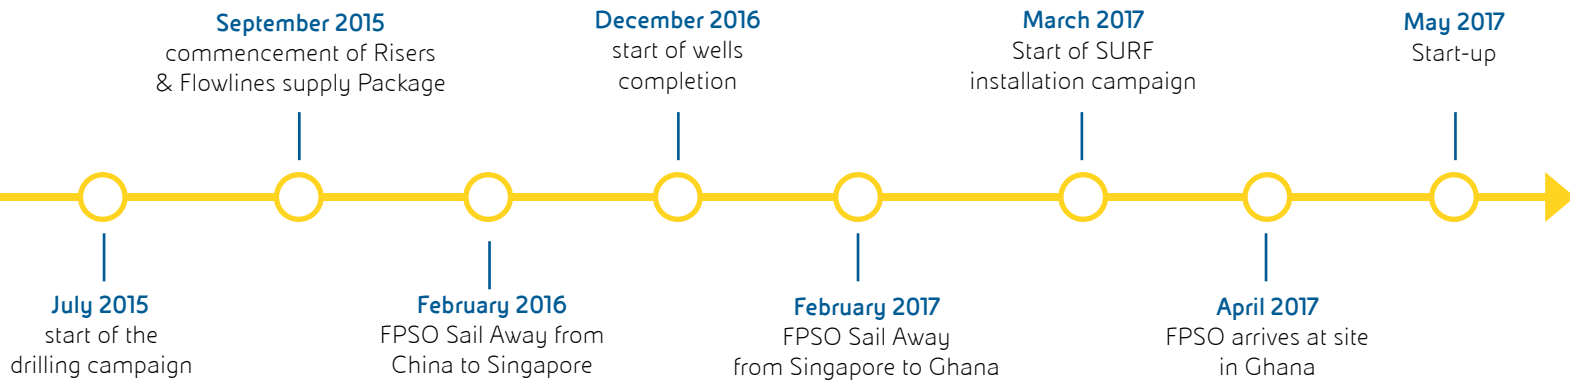 September 2015
commencement of Risers
& Flowlines supply Package
December 2016
start of wells
completion
March 2017
Start of SURF
installation campaign
May 2017
Start-up
July 2015
start of the
drilling campaign
February 2016
FPSO Sail Away from
China to Singapore
February 2017
FPSO Sail Away
from Singapore to Ghana
April 2017
FPSO arrives at site
in Ghana